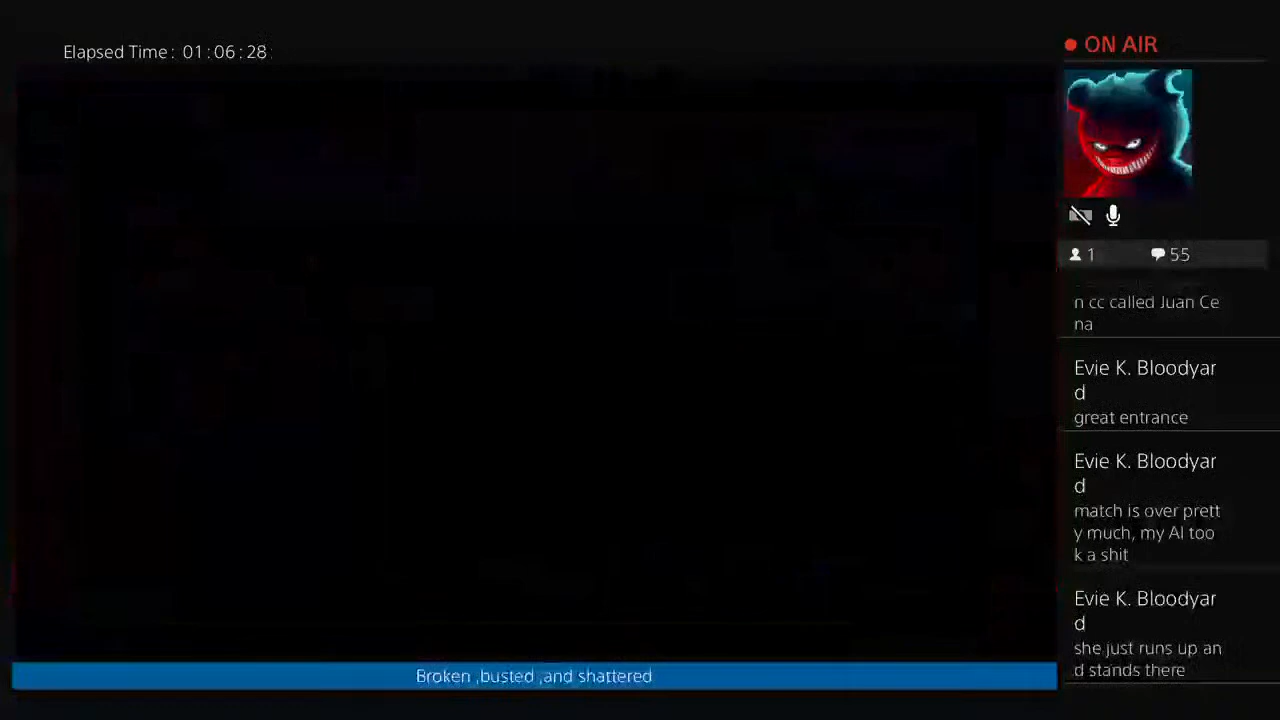 Elapsed Time: 01:06:28
ON AIR
1 55
n cc called Juan Ce
na
Evie K. Bloodyar
d
great entrance
Evie K. Bloodyar
d
match is over prett
y much, my AI too
k a shit
Evie K. Bloodyar
d
she just runs up an
d stands there
Broken ,busted ,and shattered